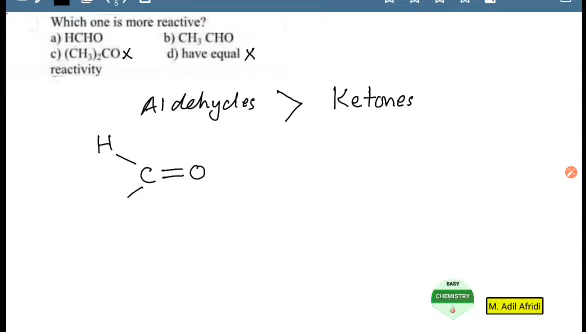 Which one is more reactive?
a) HCHO b) CH₃ CHO
c) (CH₃)₂CO X d) have equal X
reactivity
Aldehydes > Ketones
H
C=O
EASY
CHEMISTRY
M. Adil Afridi